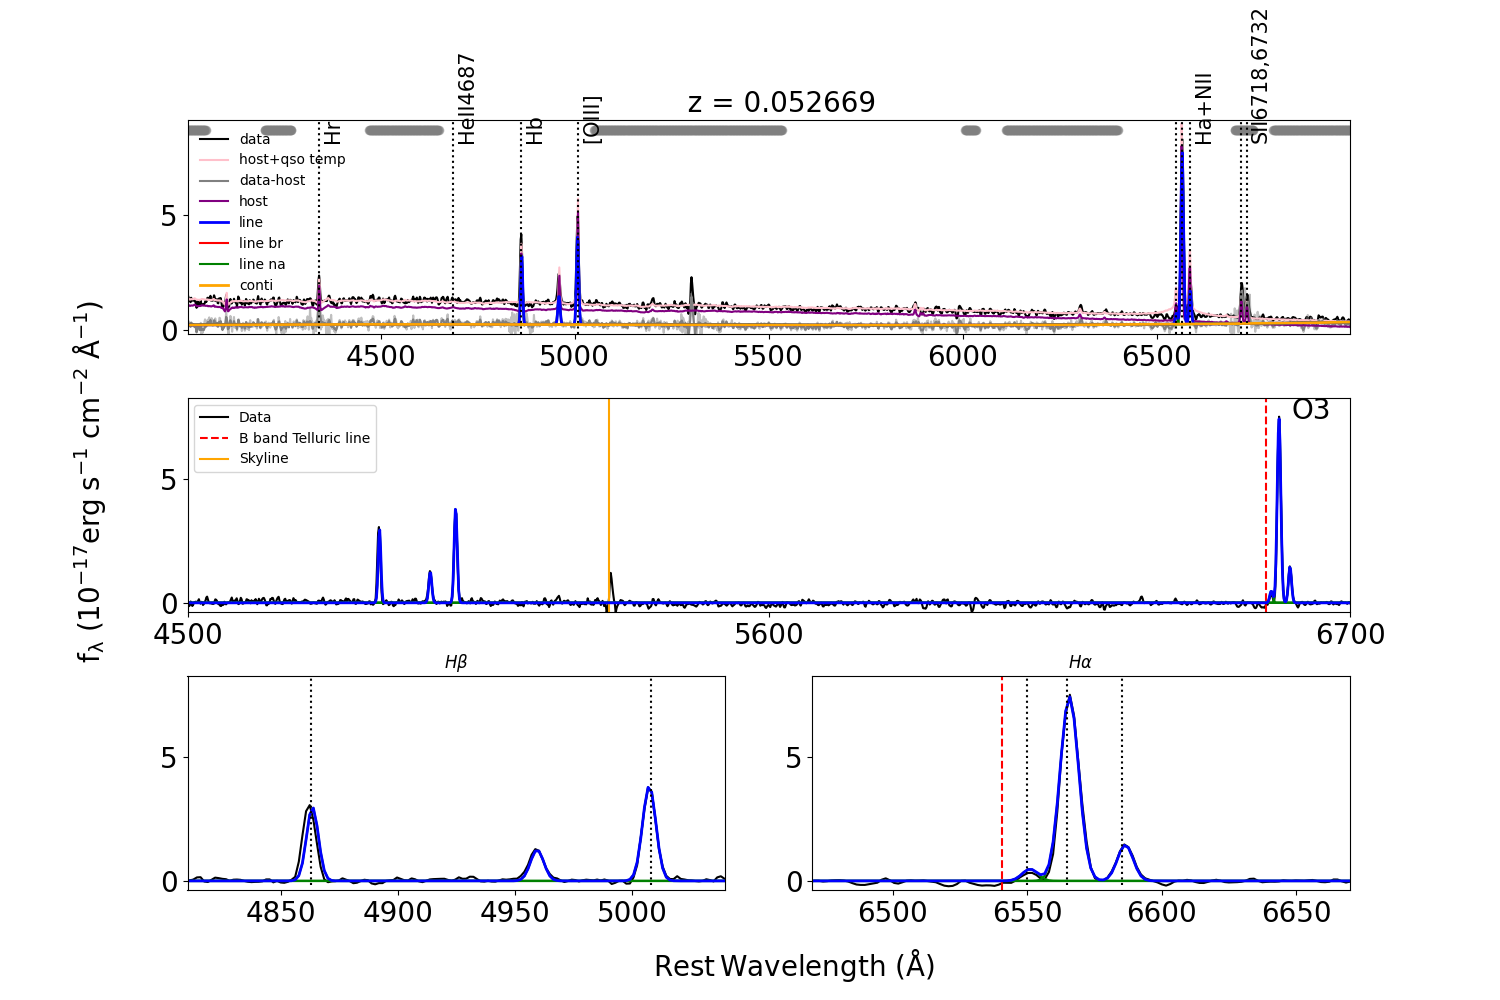 z = 0.052669
Hr
HeII4687
Hb
[OIII]
Ha+NII
SII6718,6732
data
host+qso temp
data-host
host
line
line br
line na
conti
5
0
4500
5000
5500
6000
6500
Data
B band Telluric line
Skyline
O3
5
0
4500
5600
6700
fλ (10⁻¹⁷erg s⁻¹ cm⁻² Å⁻¹)
Hβ
5
0
4850
4900
4950
5000
Hα
5
0
6500
6550
6600
6650
Rest Wavelength (Å)